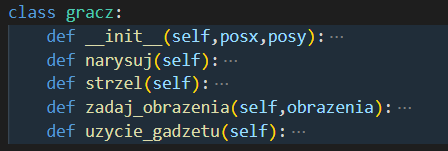 class gracz:
    def __init__(self,posx,posy):···
    def narysuj(self):···
    def strzel(self):···
    def zadaj_obrazenia(self,obrazenia):···
    def uzycie_gadzetu(self):···